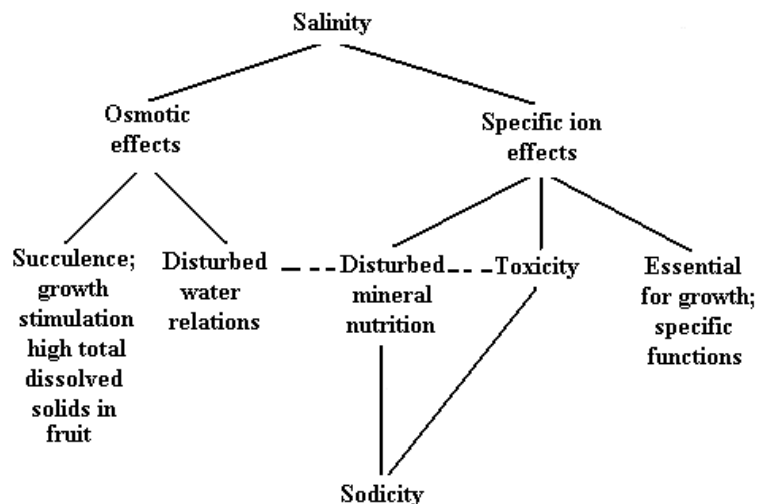 Salinity
Osmotic
effects
Specific ion
effects
Succulence;
growth
stimulation
high total
dissolved
solids in
fruit
Disturbed
water
relations
Disturbed
mineral
nutrition
Toxicity
Essential
for growth;
specific
functions
Sodicity